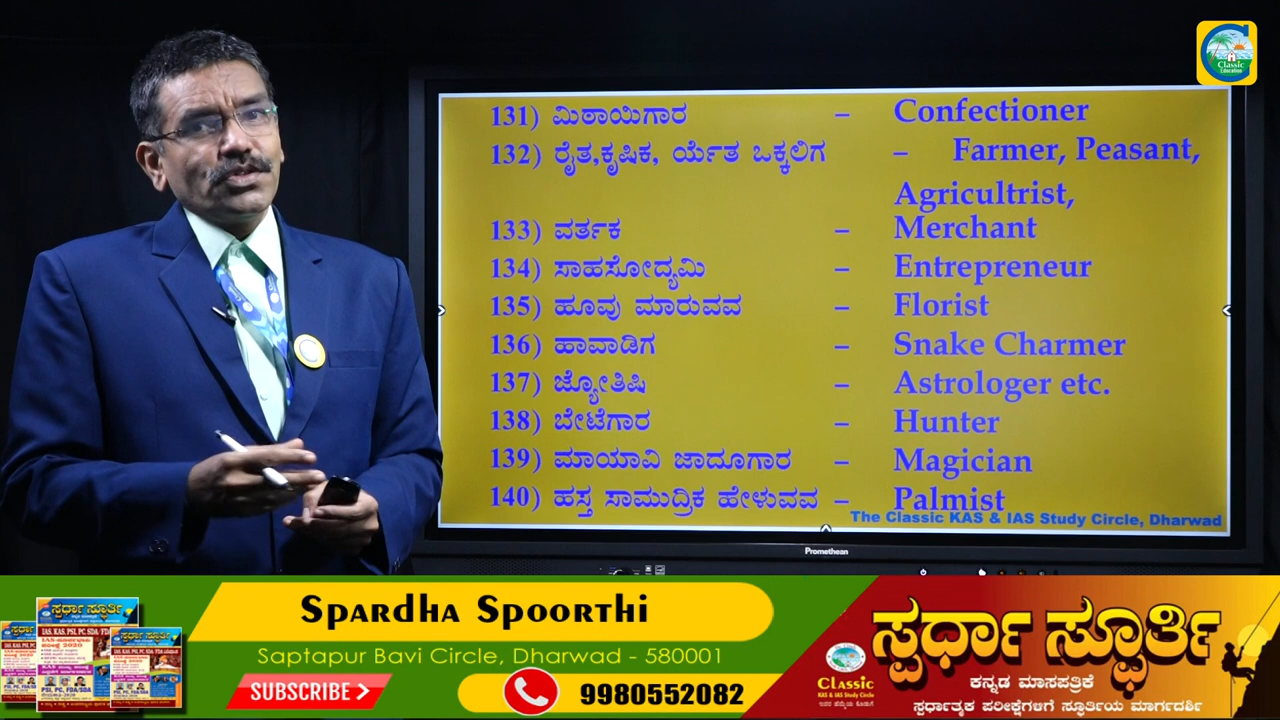 Classic
Education
131) ಮಿಠಾಯಿಗಾರ – Confectioner
132) ರೈತ,ಕೃಷಿಕ, ರ್ಯೆತ ಒಕ್ಕಲಿಗ – Farmer, Peasant,
Agricultrist,
133) ವರ್ತಕ – Merchant
134) ಸಾಹಸೋದ್ಯಮಿ – Entrepreneur
135) ಹೂವು ಮಾರುವವ – Florist
136) ಹಾವಾಡಿಗ – Snake Charmer
137) ಜ್ಯೋತಿಷಿ – Astrologer etc.
138) ಬೇಟೆಗಾರ – Hunter
139) ಮಾಯಾವಿ ಜಾದೂಗಾರ – Magician
140) ಹಸ್ತ ಸಾಮುದ್ರಿಕ ಹೇಳುವವ – Palmist
The Classic KAS & IAS Study Circle, Dharwad
Promethean
ಸ್ಪರ್ಧಾ ಸ್ಫೂರ್ತಿ
Spardha Spoorthi
Saptapur Bavi Circle, Dharwad - 580001
SUBSCRIBE
9980552082
ಸ್ಪರ್ಧಾ ಸ್ಫೂರ್ತಿ
ಕನ್ನಡ ಮಾಸಪತ್ರಿಕೆ
ಸ್ಪರ್ಧಾತ್ಮಕ ಪರೀಕ್ಷೆಗಳಿಗೆ ಸ್ಫೂರ್ತಿಯ ಮಾರ್ಗದರ್ಶಿ
Classic
KAS & IAS Study Circle